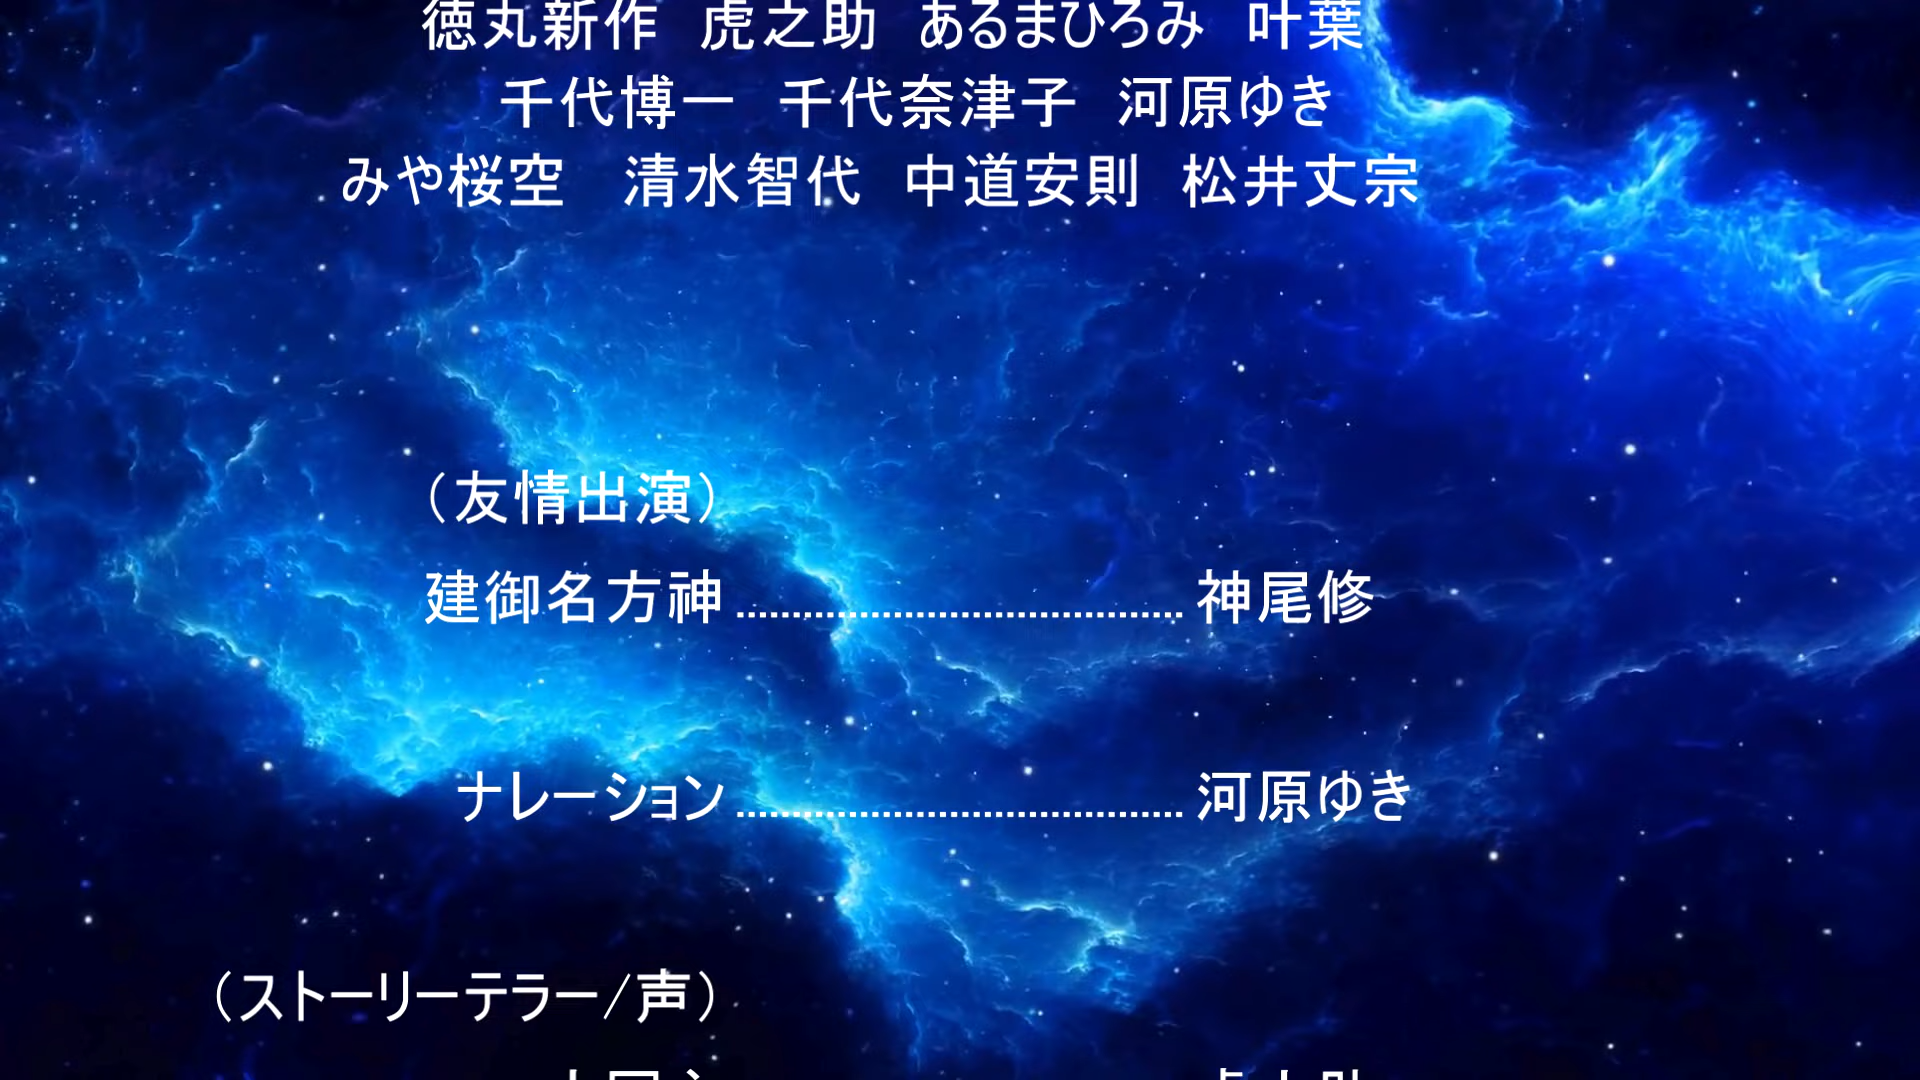 徳丸新作　虎之助　あるまひろみ　叶葉
千代博一　千代奈津子　河原ゆき
みや桜空　清水智代　中道安則　松井丈宗
（友情出演）
建御名方神........................................神尾修
ナレーション........................................河原ゆき
（ストーリーテラー/声）